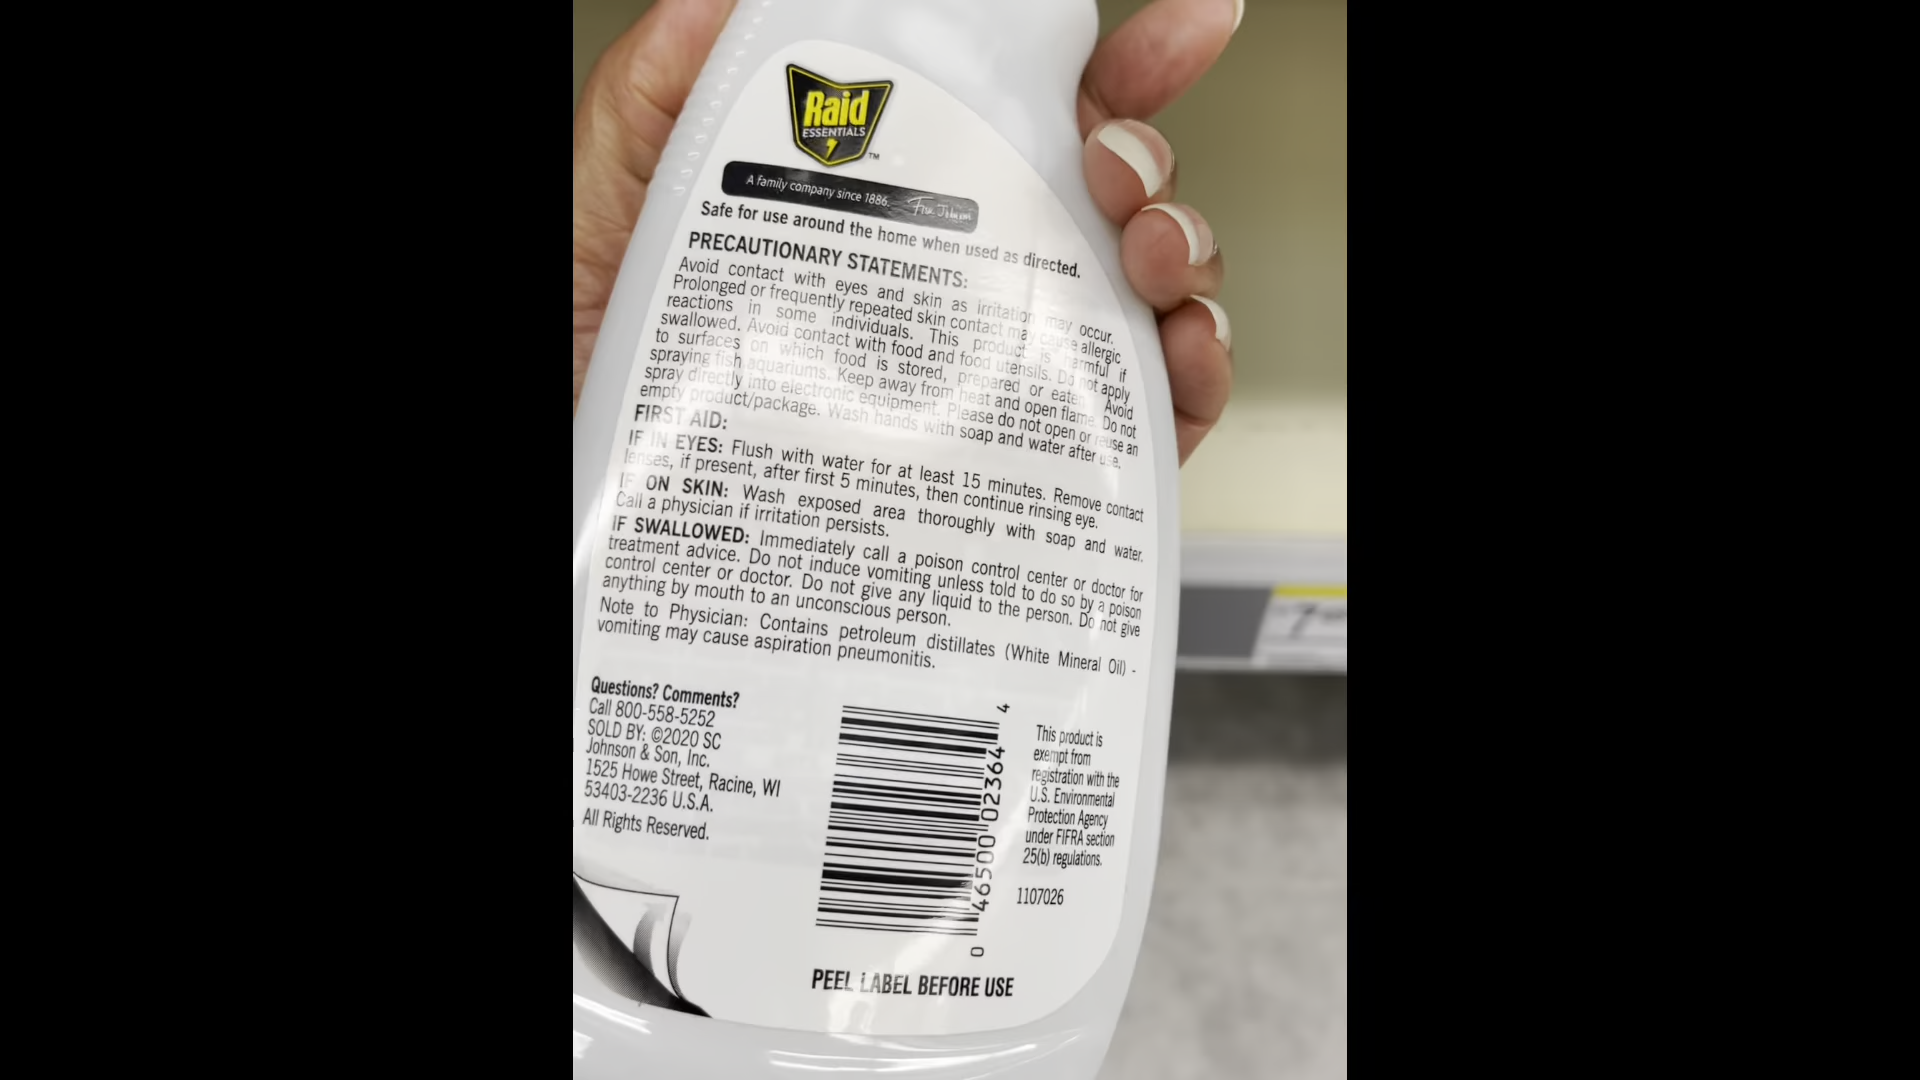 Raid
ESSENTIALS
TM
A family company since 1886.
Safe for use around the home when used as directed.
PRECAUTIONARY STATEMENTS:
Avoid contact with eyes and skin as irritation may occur.
Prolonged or frequently repeated skin contact may cause allergic
reactions in some individuals. This product is harmful if
swallowed. Avoid contact with food and food utensils. Do not apply
to surfaces on which food is stored, prepared or eaten. Avoid
spraying fish aquariums. Keep away from heat and open flame. Do not
spray directly into electronic equipment. Please do not open or reuse an
empty product/package. Wash hands with soap and water after use.
FIRST AID:
IF IN EYES: Flush with water for at least 15 minutes. Remove contact
lenses, if present, after first 5 minutes, then continue rinsing eye.
IF ON SKIN: Wash exposed area thoroughly with soap and water.
Call a physician if irritation persists.
IF SWALLOWED: Immediately call a poison control center or doctor for
treatment advice. Do not induce vomiting unless told to do so by a poison
control center or doctor. Do not give any liquid to the person. Do not give
anything by mouth to an unconscious person.
Note to Physician: Contains petroleum distillates (White Mineral Oil) -
vomiting may cause aspiration pneumonitis.
Questions? Comments?
Call 800-558-5252
SOLD BY: ©2020 SC
Johnson & Son, Inc.
1525 Howe Street, Racine, WI
53403-2236 U.S.A.
All Rights Reserved.
0 46500 02364 4
This product is
exempt from
registration with the
U.S. Environmental
Protection Agency
under FIFRA section
25(b) regulations.
1107026
PEEL LABEL BEFORE USE